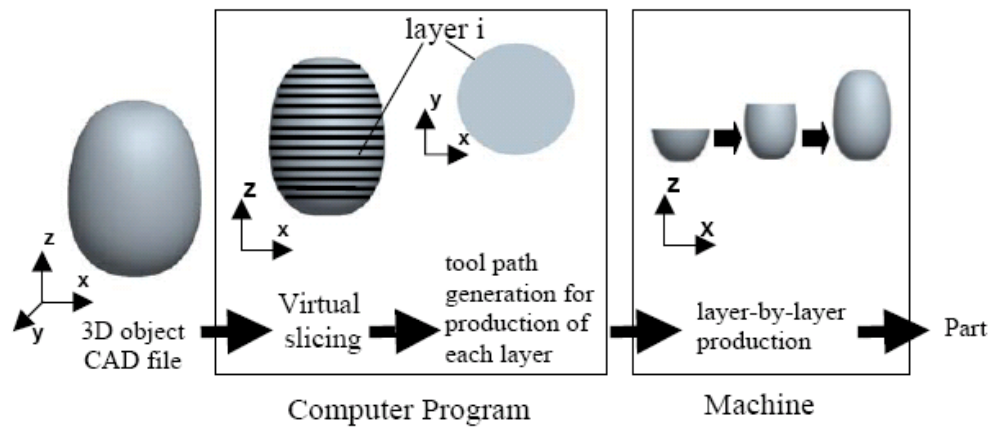 layer i
y
x
z
x
z
x
y
z
x
3D object
CAD file
Virtual
slicing
tool path
generation for
production of
each layer
layer-by-layer
production
Part
Computer Program
Machine